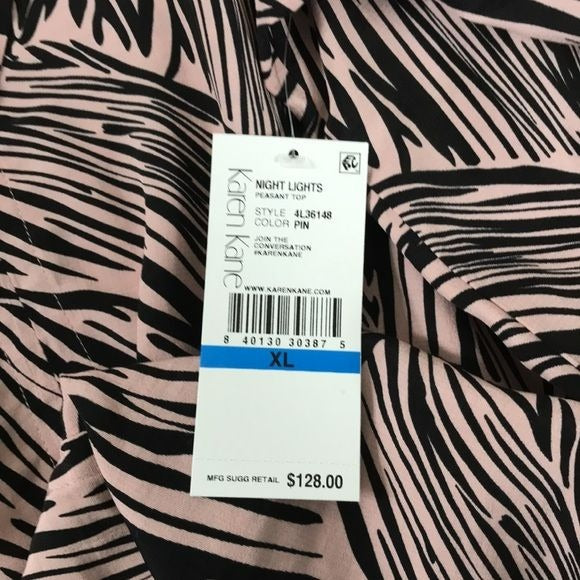 karen kane
NIGHT LIGHTS
PEASANT TOP
STYLE 4L36148
COLOR PIN
JOIN THE
CONVERSATION
#KARENKANE
WWW.KARENKANE.COM
8 40130 30387 5
XL
MFG SUGG RETAIL $128.00